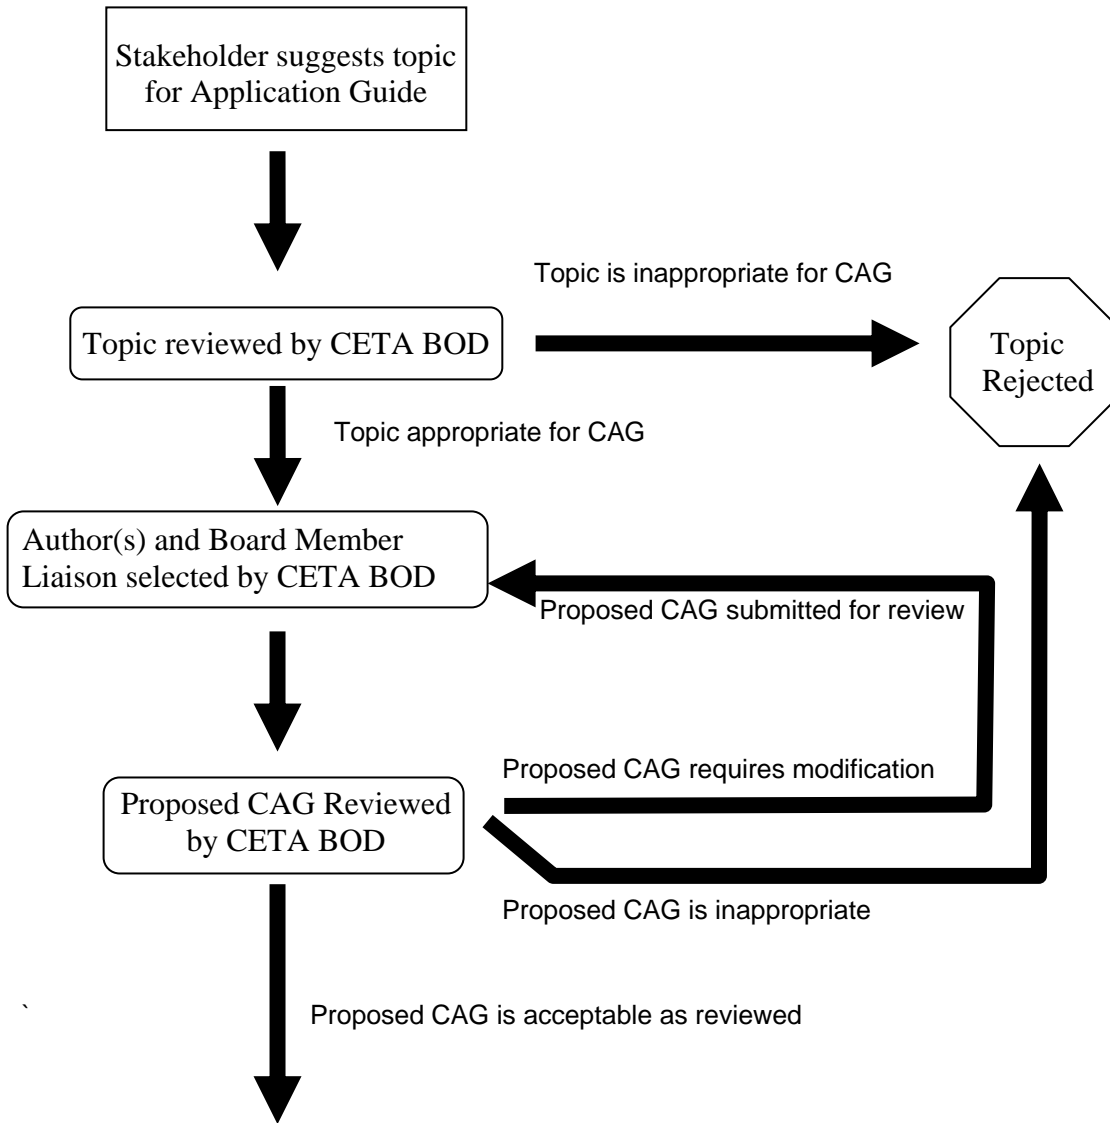 Stakeholder suggests topic
for Application Guide
Topic is inappropriate for CAG
Topic reviewed by CETA BOD
Topic
Rejected
Topic appropriate for CAG
Author(s) and Board Member
Liaison selected by CETA BOD
Proposed CAG submitted for review
Proposed CAG requires modification
Proposed CAG Reviewed
by CETA BOD
Proposed CAG is inappropriate
`
Proposed CAG is acceptable as reviewed